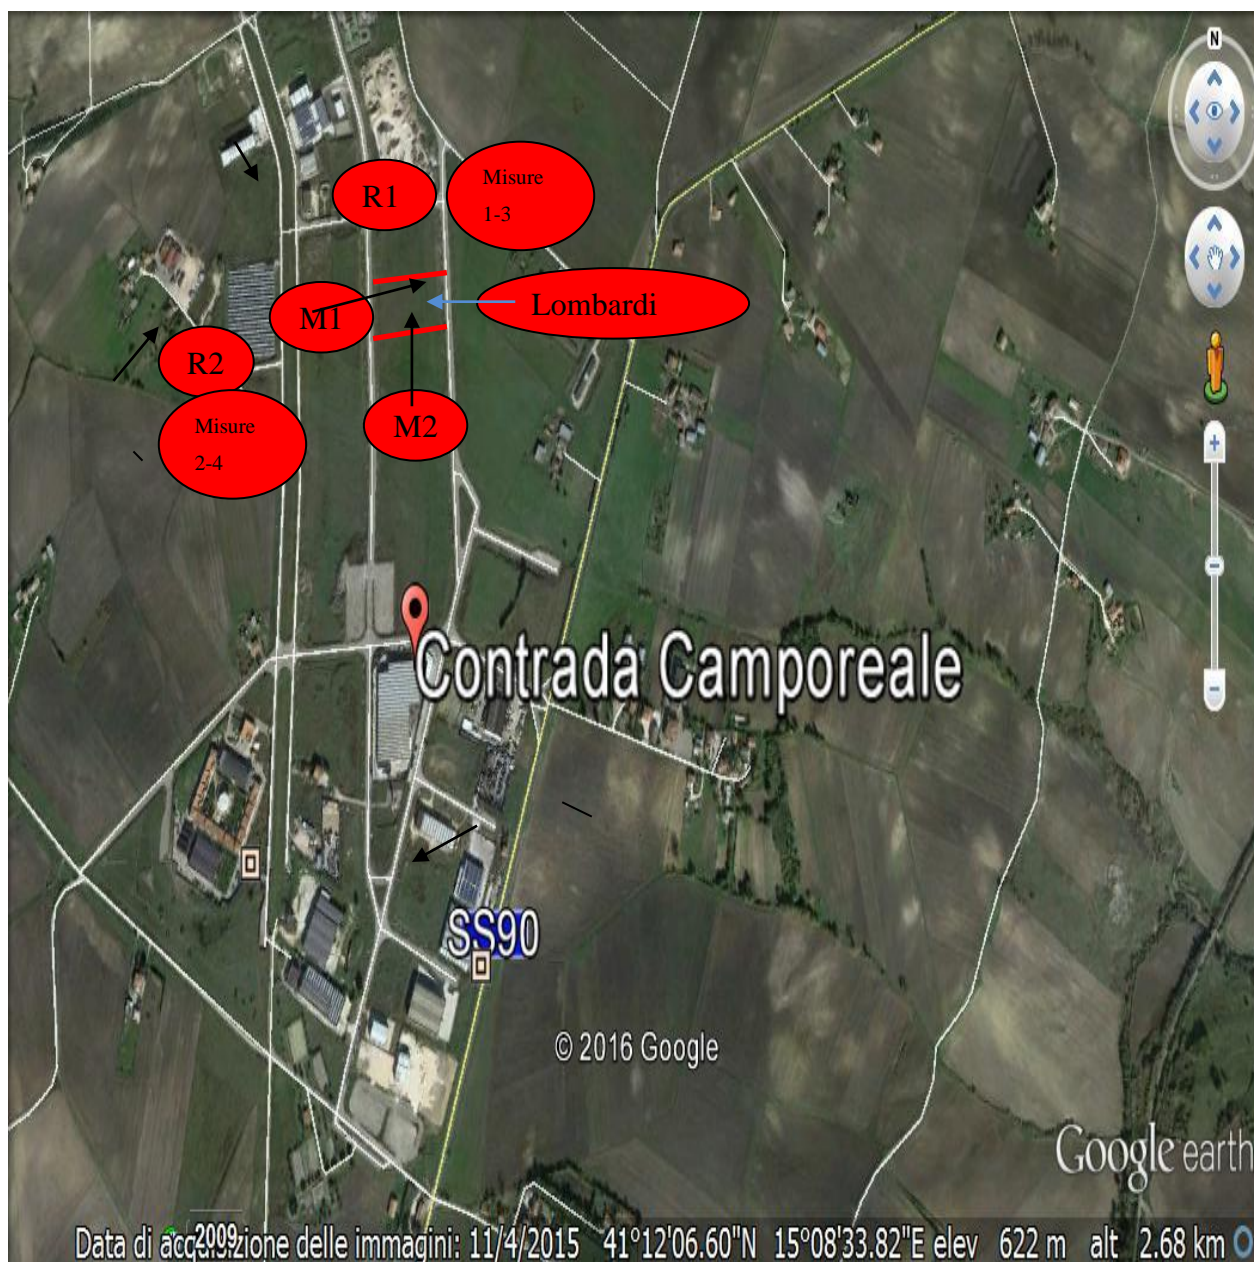 N
R1
Misure
1-3
M1
Lombardi
R2
Misure
2-4
M2
Contrada Camporeale
SS90
© 2016 Google
Google earth
2009
Data di acquisizione delle immagini: 11/4/2015 41°12'06.60"N 15°08'33.82"E elev 622 m alt 2.68 km